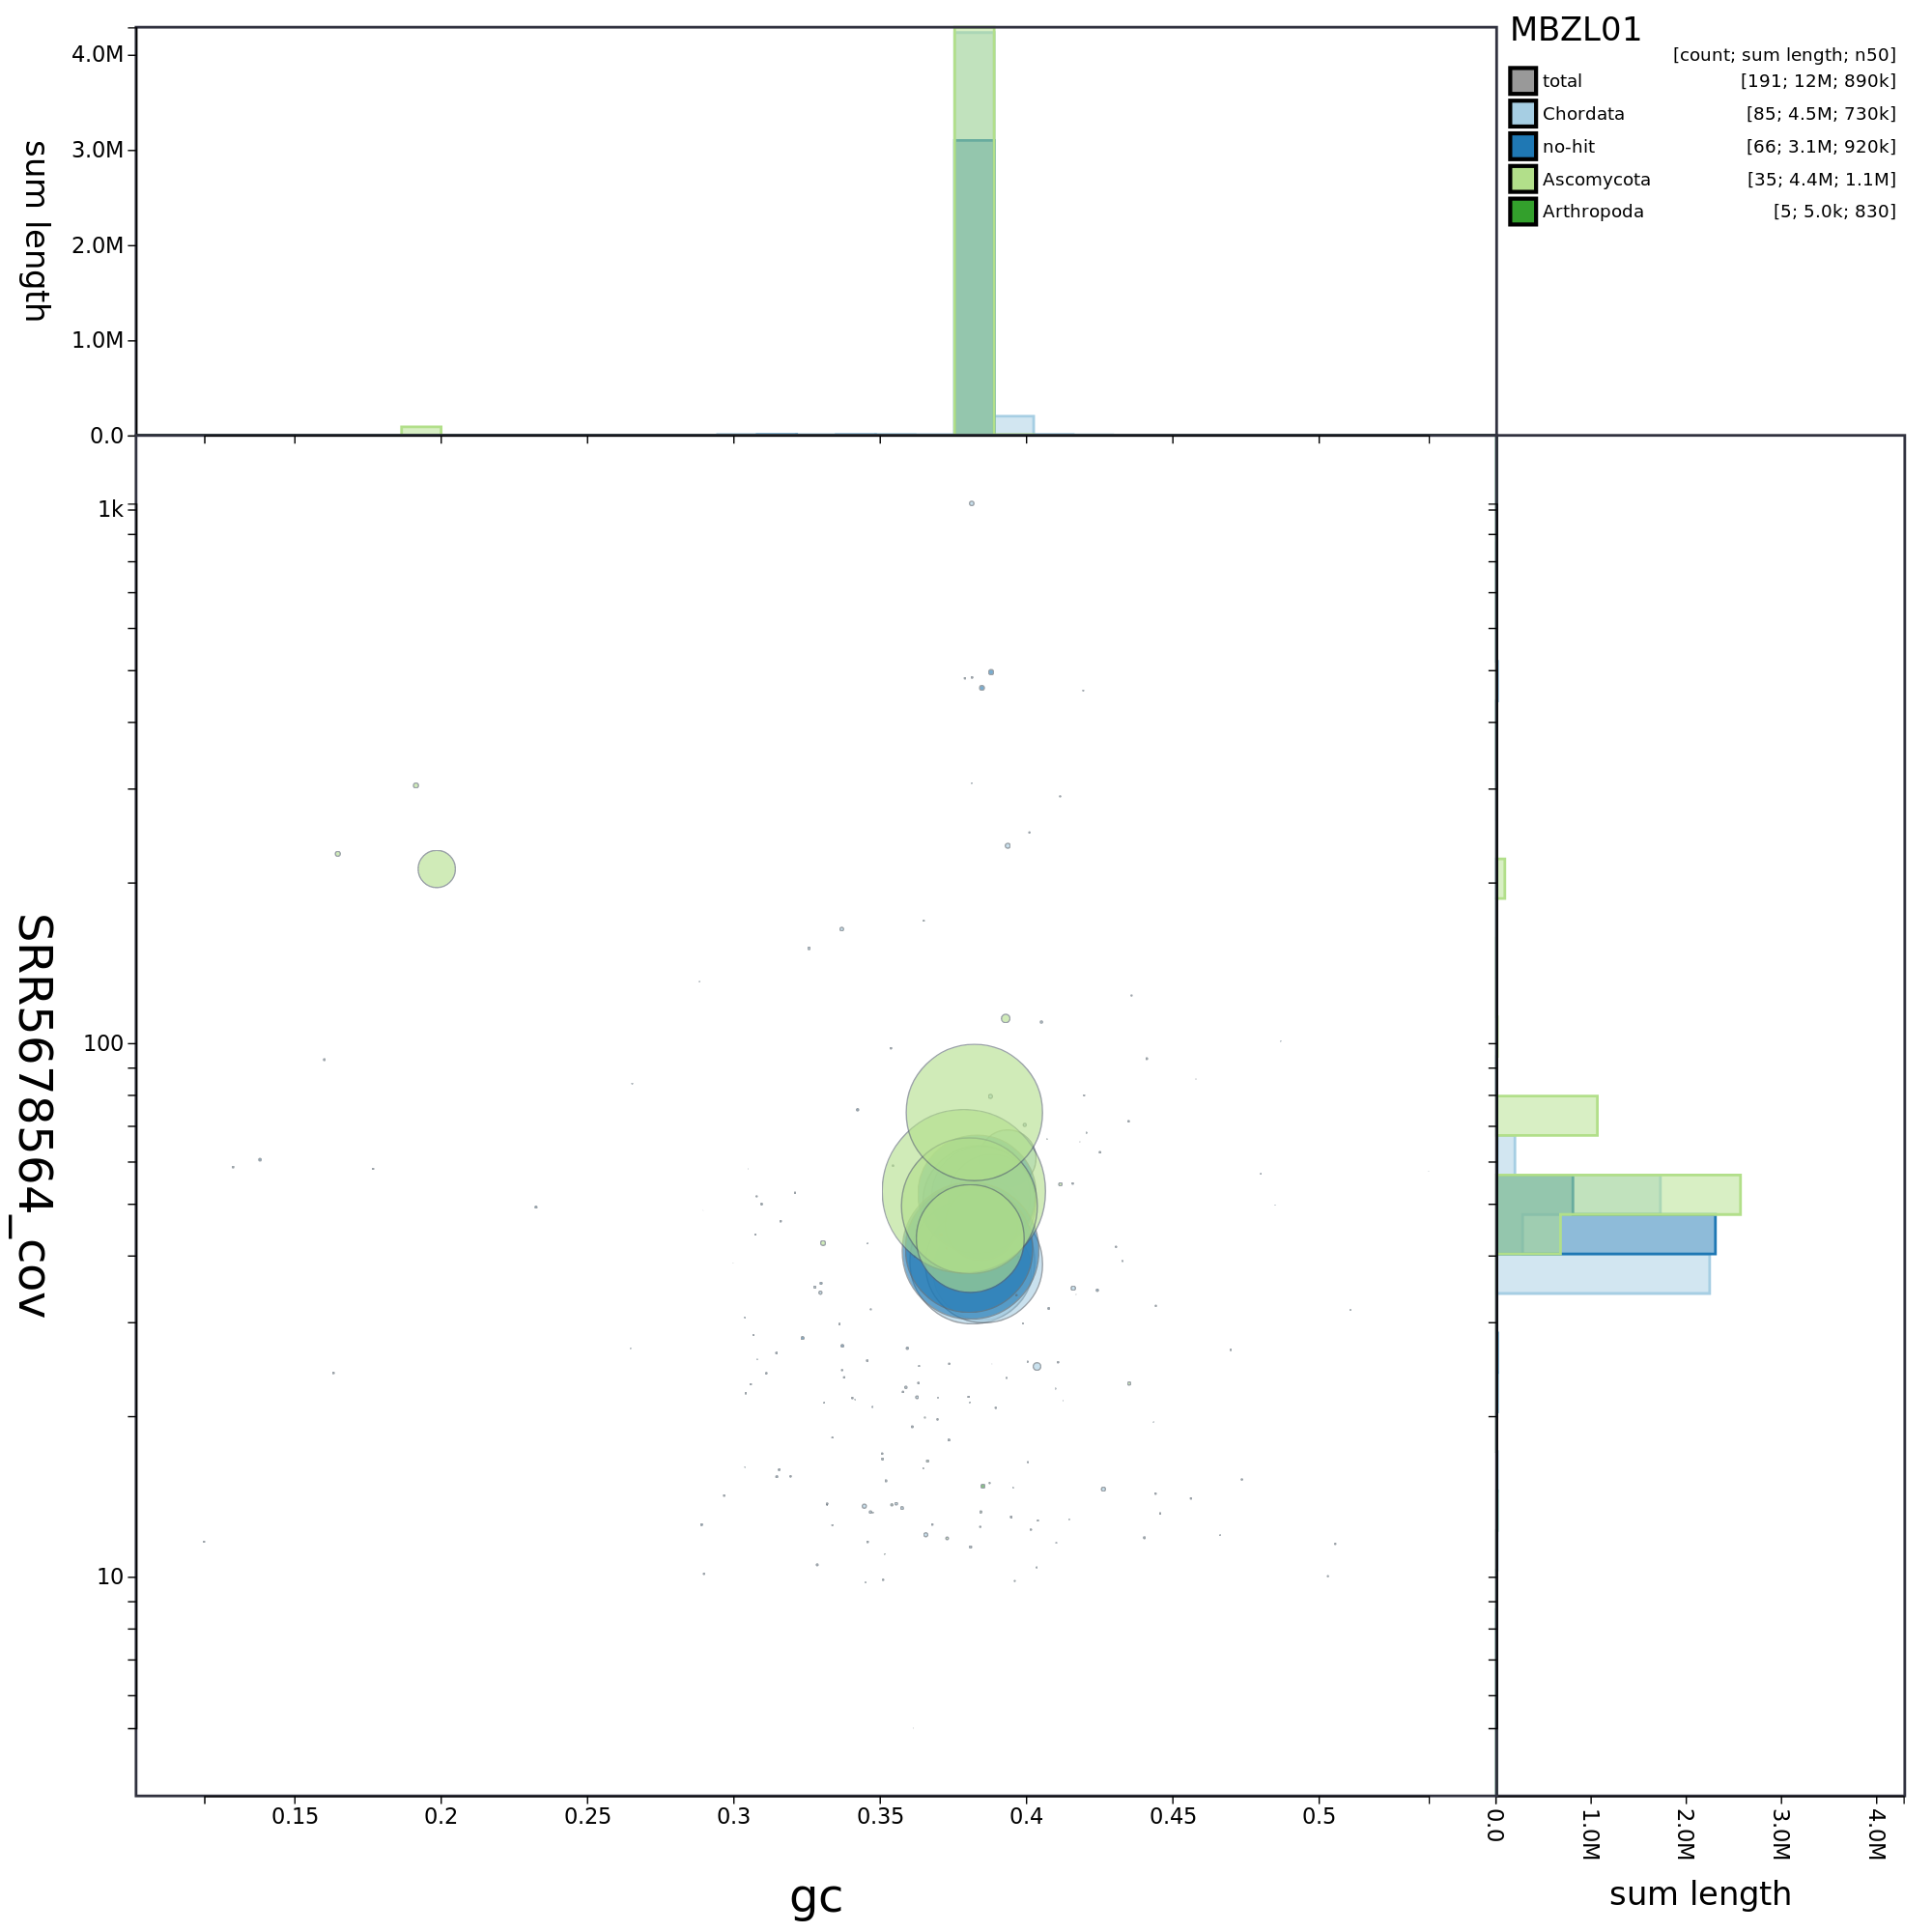 MBZL01
[count; sum length; n50]
total [191; 12M; 890k]
Chordata [85; 4.5M; 730k]
no-hit [66; 3.1M; 920k]
Ascomycota [35; 4.4M; 1.1M]
Arthropoda [5; 5.0k; 830]
sum length
4.0M
3.0M
2.0M
1.0M
0.0
SRR5678564_cov
1k
100
10
0.15 0.2 0.25 0.3 0.35 0.4 0.45 0.5
gc
0.0 1.0M 2.0M 3.0M 4.0M
sum length